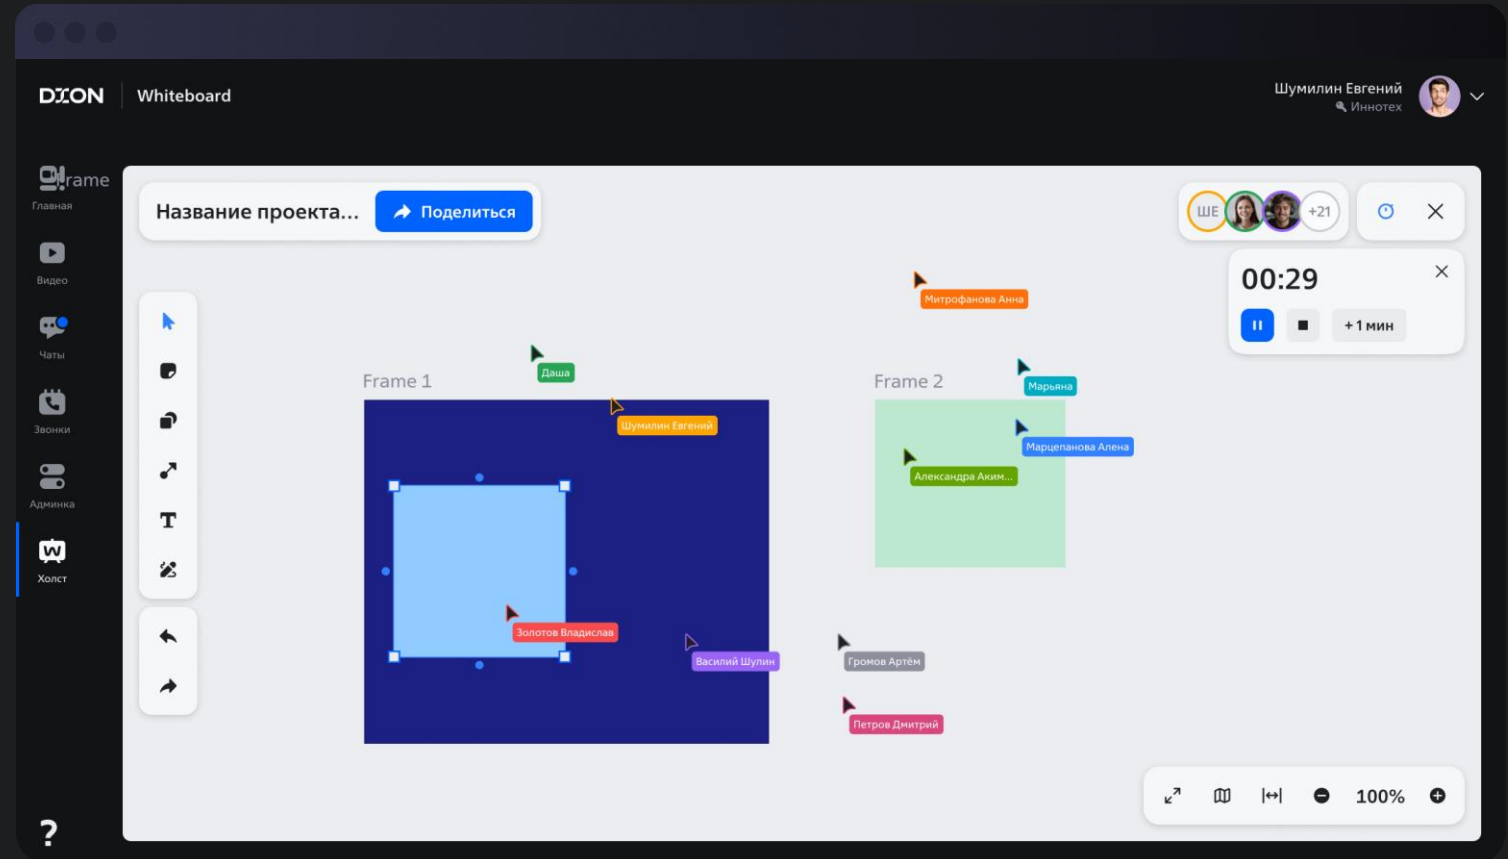 DION
Whiteboard
Шумилин Евгений
Иннотех
rame
Главная
Видео
Чаты
Звонки
Админка
Холст
?
Название проекта...
Поделиться
ШЕ
+21
00:29
+ 1 мин
Митрофанова Анна
Даша
Марьяна
Frame 1
Frame 2
Шумилин Евгений
Марцепанова Алена
Александра Аким...
Золотов Владислав
Василий Шулин
Громов Артём
Петров Дмитрий
100%